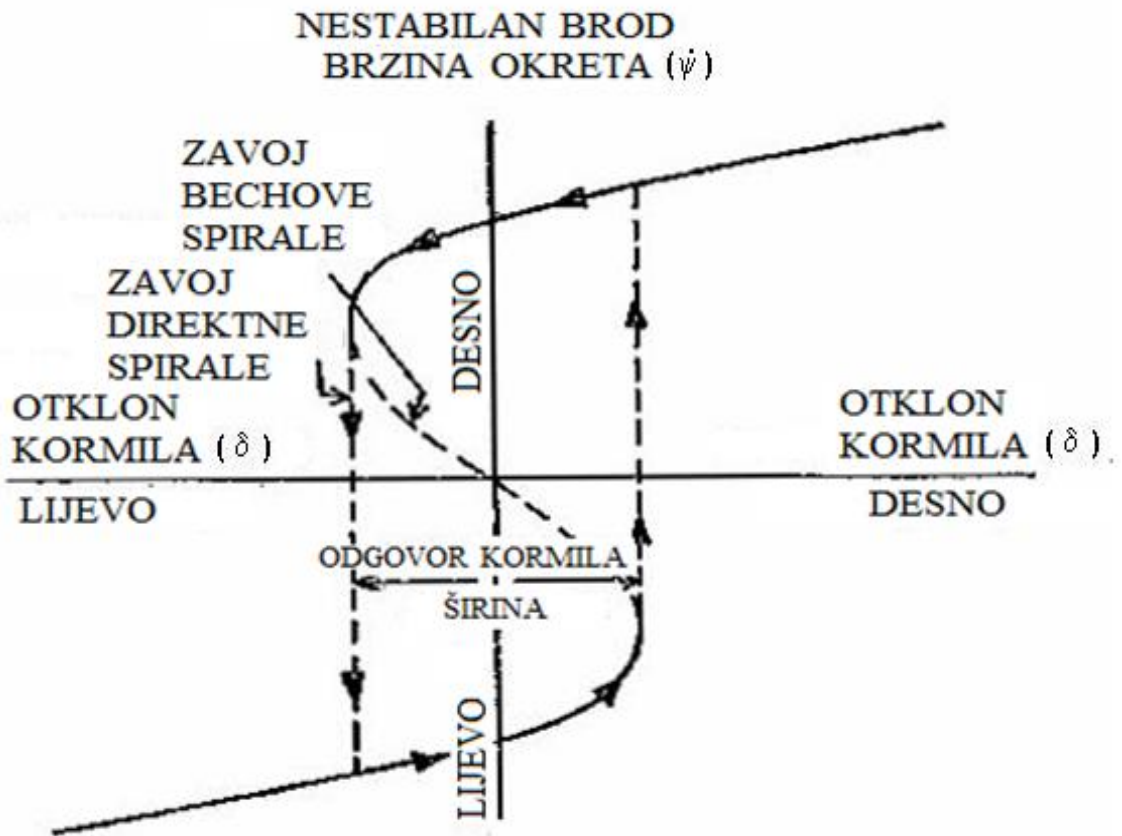 NESTABILAN BROD
BRZINA OKRETA (ψ̇)
ZAVOJ
BECHOVE
SPIRALE
ZAVOJ
DIREKTNE
SPIRALE
DESNO
OTKLON
KORMILA (δ)
LIJEVO
OTKLON
KORMILA (δ)
DESNO
ODGOVOR KORMILA
ŠIRINA
LIJEVO